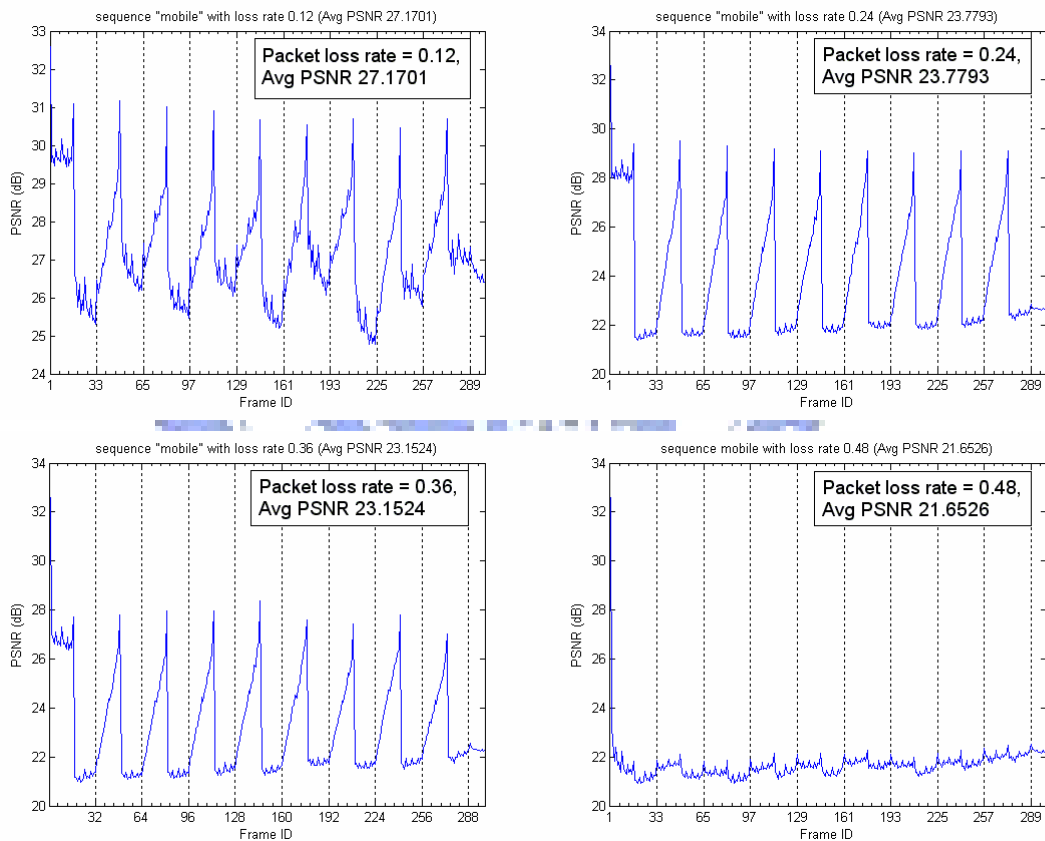 sequence "mobile" with loss rate 0.12 (Avg PSNR 27.1701)
Packet loss rate = 0.12,
Avg PSNR 27.1701
33
32
31
30
29
28
27
26
25
24
PSNR (dB)
1 33 65 97 129 161 193 225 257 289
Frame ID
sequence "mobile" with loss rate 0.24 (Avg PSNR 23.7793)
Packet loss rate = 0.24,
Avg PSNR 23.7793
34
32
30
28
26
24
22
20
PSNR (dB)
1 33 65 97 129 161 193 225 257 289
Frame ID
sequence "mobile" with loss rate 0.36 (Avg PSNR 23.1524)
Packet loss rate = 0.36,
Avg PSNR 23.1524
34
32
30
28
26
24
22
20
PSNR (dB)
32 64 96 128 160 192 224 256 288
Frame ID
sequence mobile with loss rate 0.48 (Avg PSNR 21.6526)
Packet loss rate = 0.48,
Avg PSNR 21.6526
34
32
30
28
26
24
22
20
PSNR (dB)
1 33 65 97 129 161 193 225 257 289
Frame ID